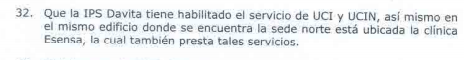 32. Que la IPS Davita tiene habilitado el servicio de UCI y UCIN, así mismo en
el mismo edificio donde se encuentra la sede norte está ubicada la clínica
Esensa, la cual también presta tales servicios.